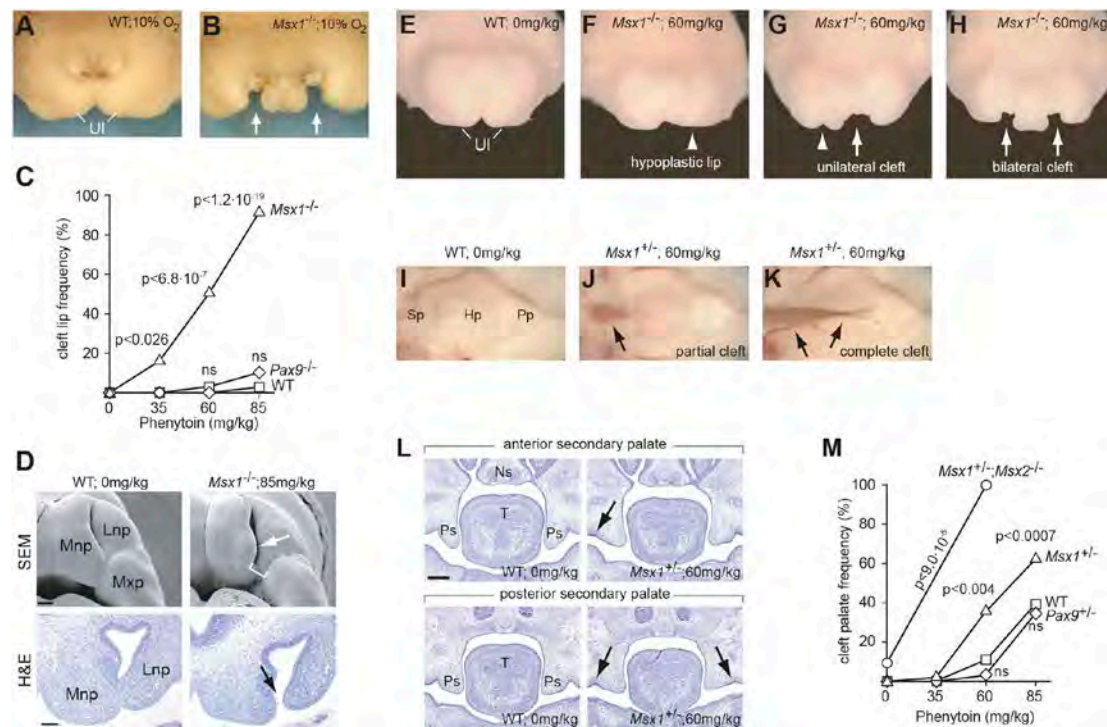 A
WT;10% O2
UI
B
Msx1-/-;10% O2
C
cleft lip frequency (%)
100
80
60
40
20
p<1.2·10-19
Msx1-/-
p<6.8·10-7
p<0.026
ns
ns
Pax9-/-
WT
0
35
60
85
Phenytoin (mg/kg)
D
WT; 0mg/kg
Msx1-/-;85mg/kg
SEM
Mnp
Lnp
Mxp
H&E
Mnp
Lnp
E
WT; 0mg/kg
UI
F
Msx1-/-; 60mg/kg
hypoplastic lip
G
Msx1-/-; 60mg/kg
unilateral cleft
H
Msx1-/-; 60mg/kg
bilateral cleft
WT; 0mg/kg
I
Sp
Hp
Pp
Msx1+/-; 60mg/kg
J
partial cleft
Msx1+/-, 60mg/kg
K
complete cleft
L
anterior secondary palate
Ns
T
Ps
Ps
WT; 0mg/kg
Msx1+/-;60mg/kg
posterior secondary palate
T
Ps
Ps
WT; 0mg/kg
Msx1+/-;60mg/kg
M
cleft palate frequency (%)
100
80
60
40
20
Msx1+/-;Msx2-/-
p<9.0·10-5
p<0.0007
Msx1+/-
p<0.004
WT
Pax9+/-
ns
ns
0
35
60
85
Phenytoin (mg/kg)